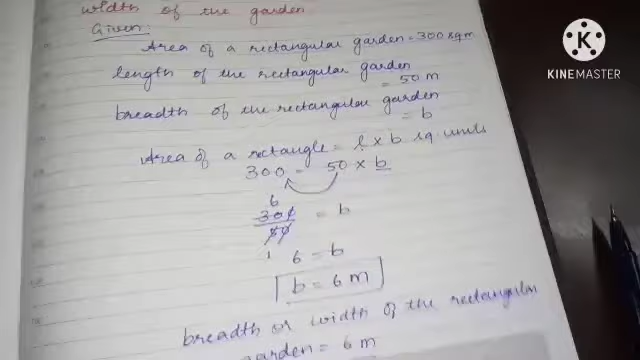 width of the garden
Given:
Area of a rectangular garden = 300 sqm
length of the rectangular garden
= 50 m
breadth of the rectangular garden
= b
Area of a rectangle = l × b sq. units
300 = 50 × b
6
300 = b
50
1
6 = b
b = 6 m
breadth or width of the rectangular
garden = 6 m
K
KINEMASTER